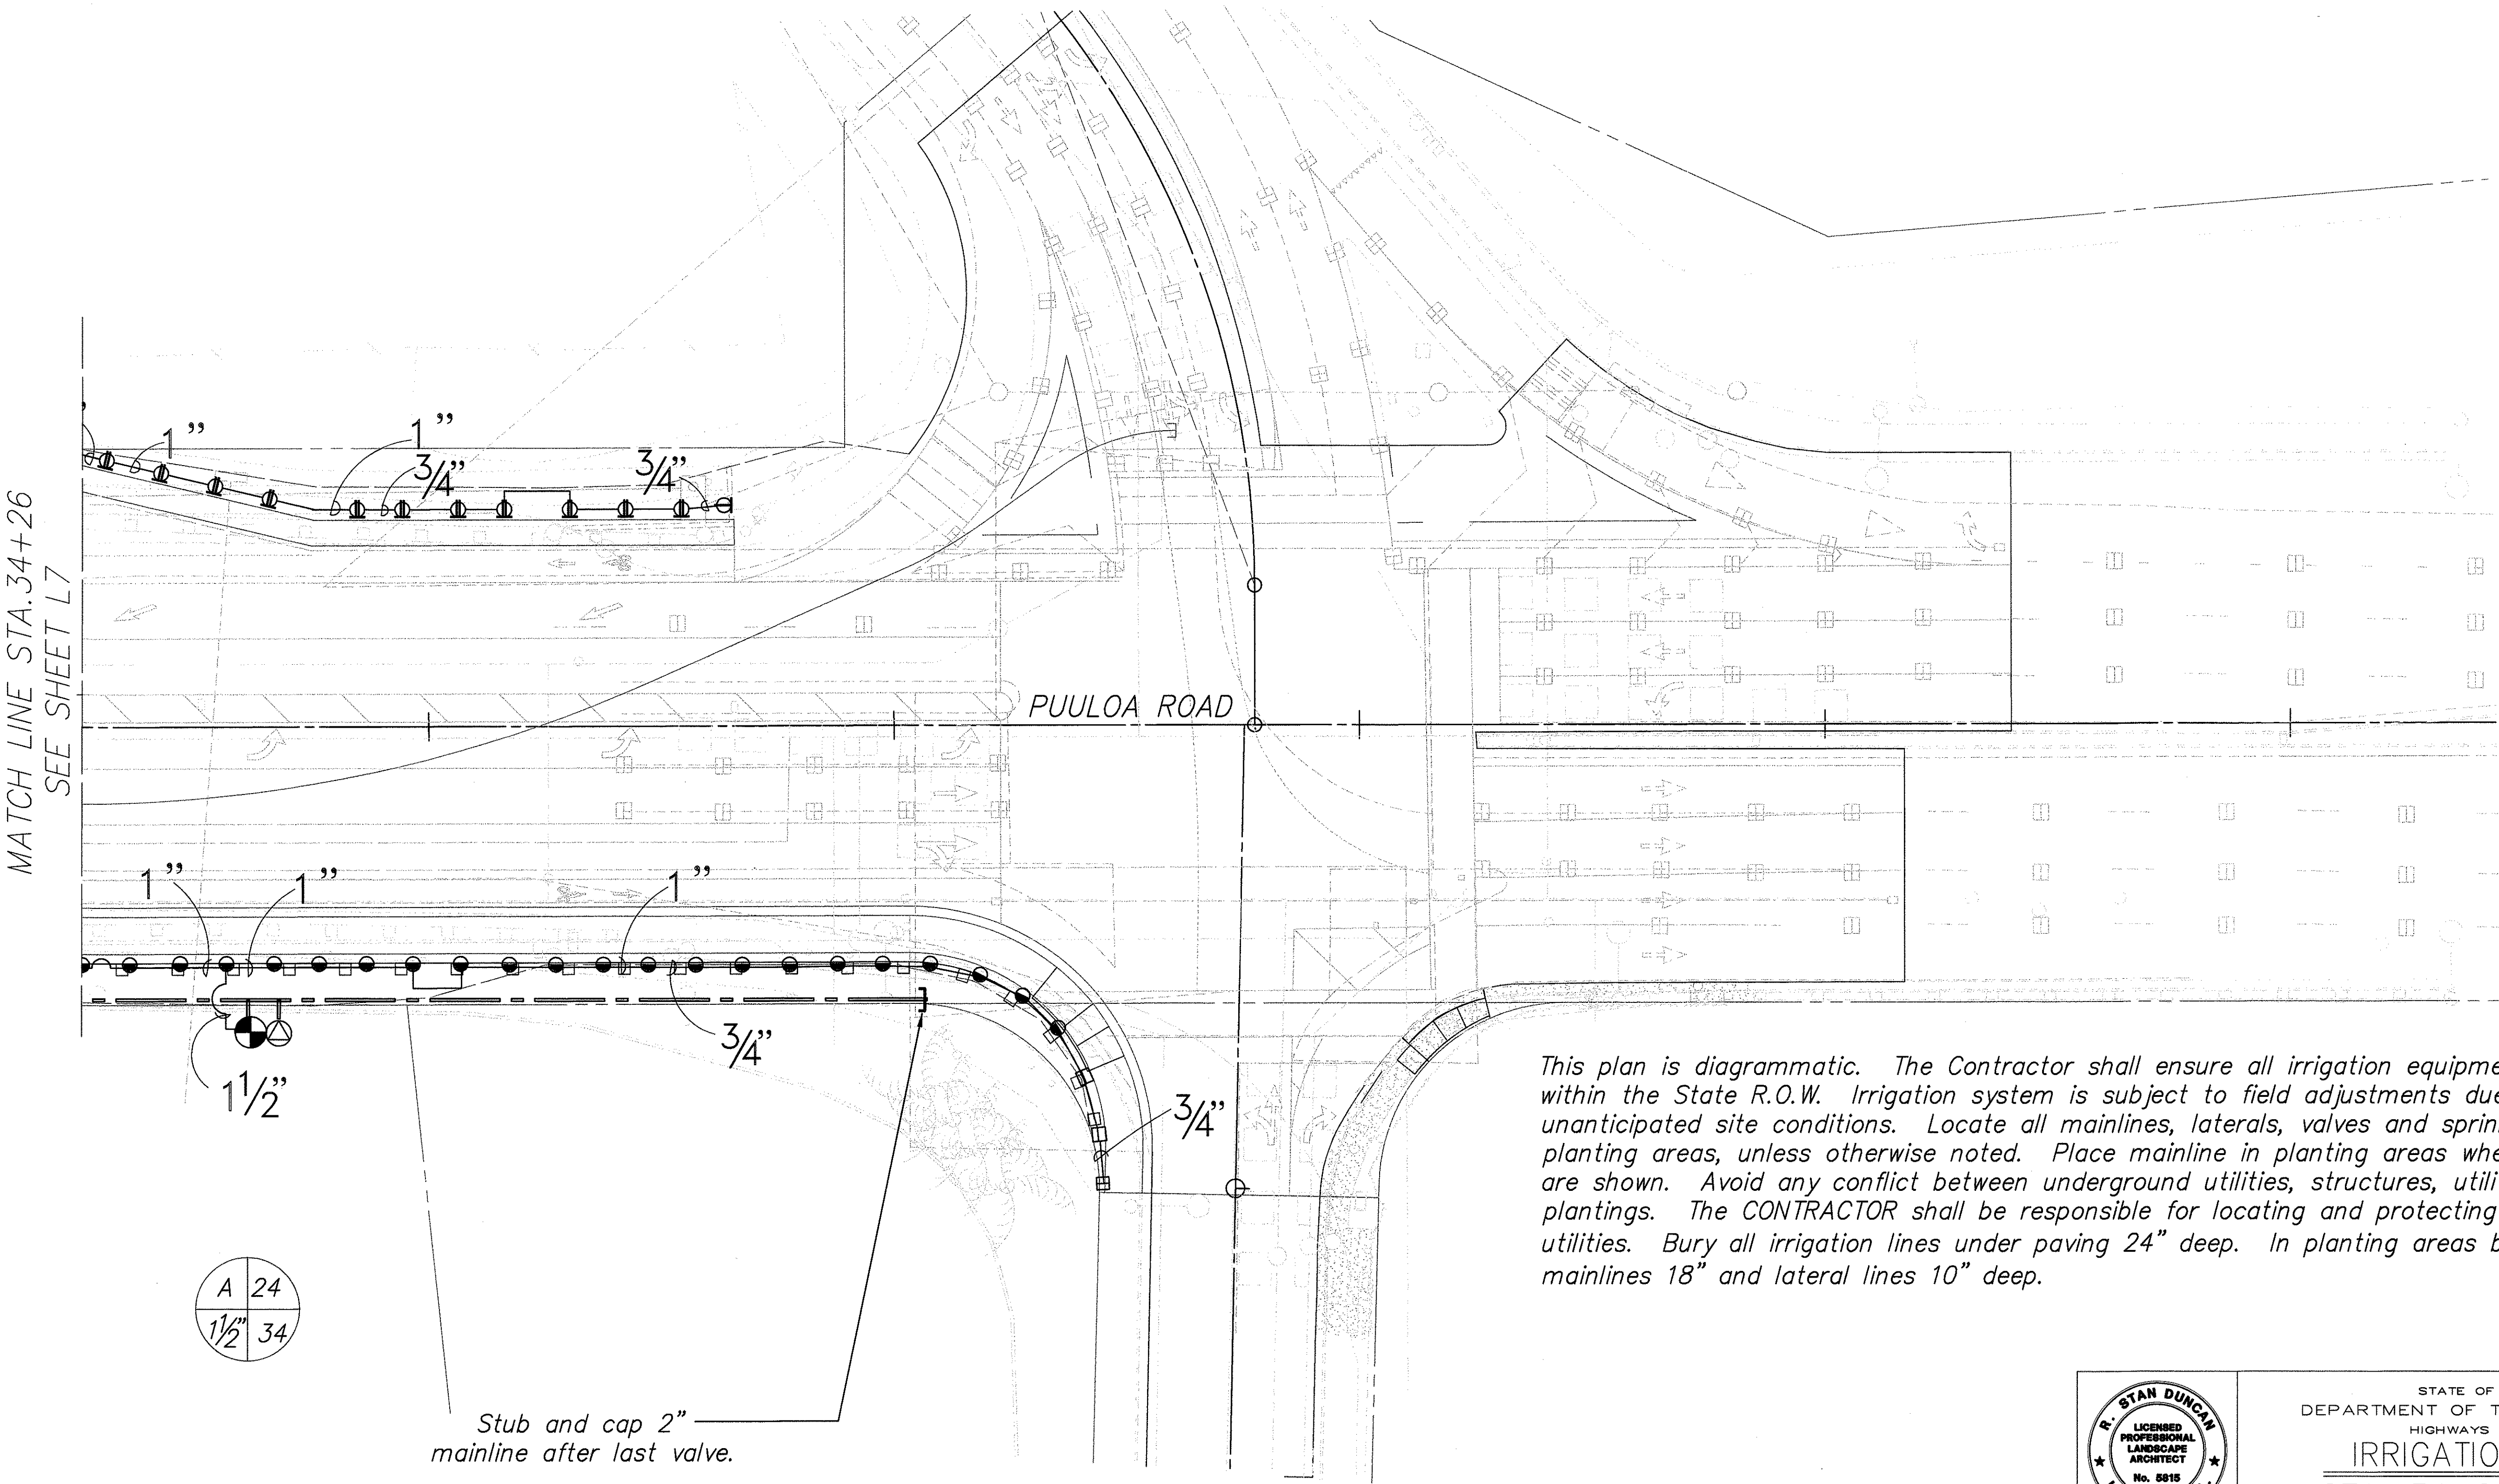 MATCH LINE STA.34+26
SEE SHEET L7
1"
1"
3/4"
3/4"
PUULOA ROAD
1"
1"
1"
3/4"
1 1/2"
3/4"
A 24
1 1/2" 34
Stub and cap 2"
mainline after last valve.
This plan is diagrammatic. The Contractor shall ensure all irrigation
within the State R.O.W. Irrigation system is subject to field adjustments
unanticipated site conditions. Locate all mainlines, laterals, valves and
planting areas, unless otherwise noted. Place mainline in planting areas
are shown. Avoid any conflict between underground utilities, structures,
plantings. The CONTRACTOR shall be responsible for locating and protecting
utilities. Bury all irrigation lines under paving 24" deep. In planting areas
mainlines 18" and lateral lines 10" deep.
R. STAN DUNCAN
LICENSED
PROFESSIONAL
LANDSCAPE
ARCHITECT
No. 5815
STATE OF
DEPARTMENT OF
HIGHWAYS